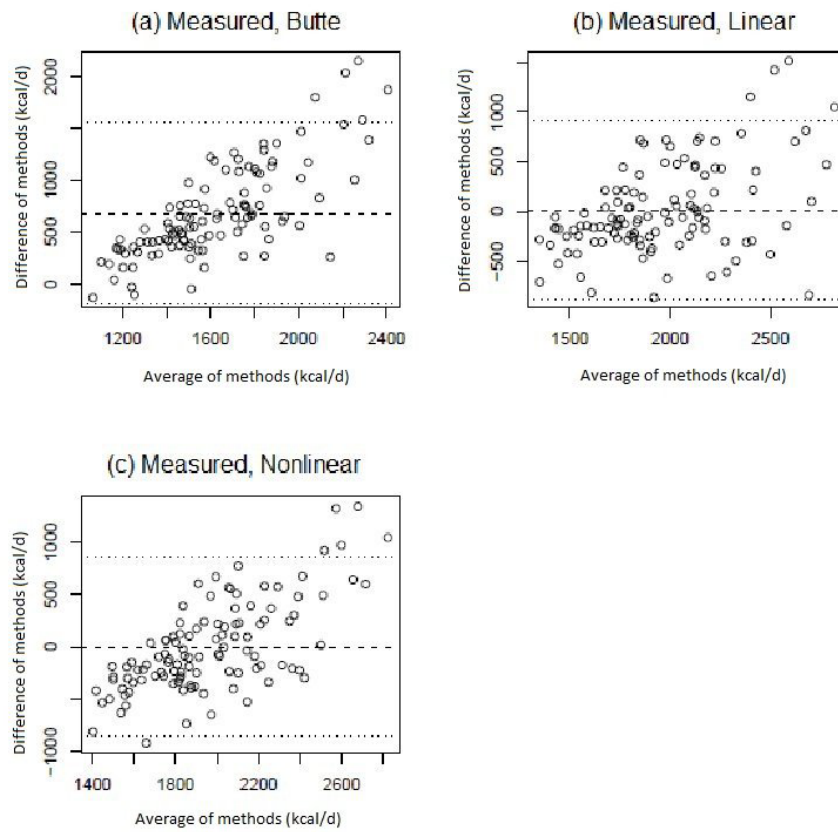 (a) Measured, Butte
Difference of methods (kcal/d)
2000
1000
500
0
1200 1600 2000 2400
Average of methods (kcal/d)
(b) Measured, Linear
Difference of methods (kcal/d)
1000
500
0
−500
1500 2000 2500
Average of methods (kcal/d)
(c) Measured, Nonlinear
Difference of methods (kcal/d)
1000
500
0
−1000
1400 1800 2200 2600
Average of methods (kcal/d)